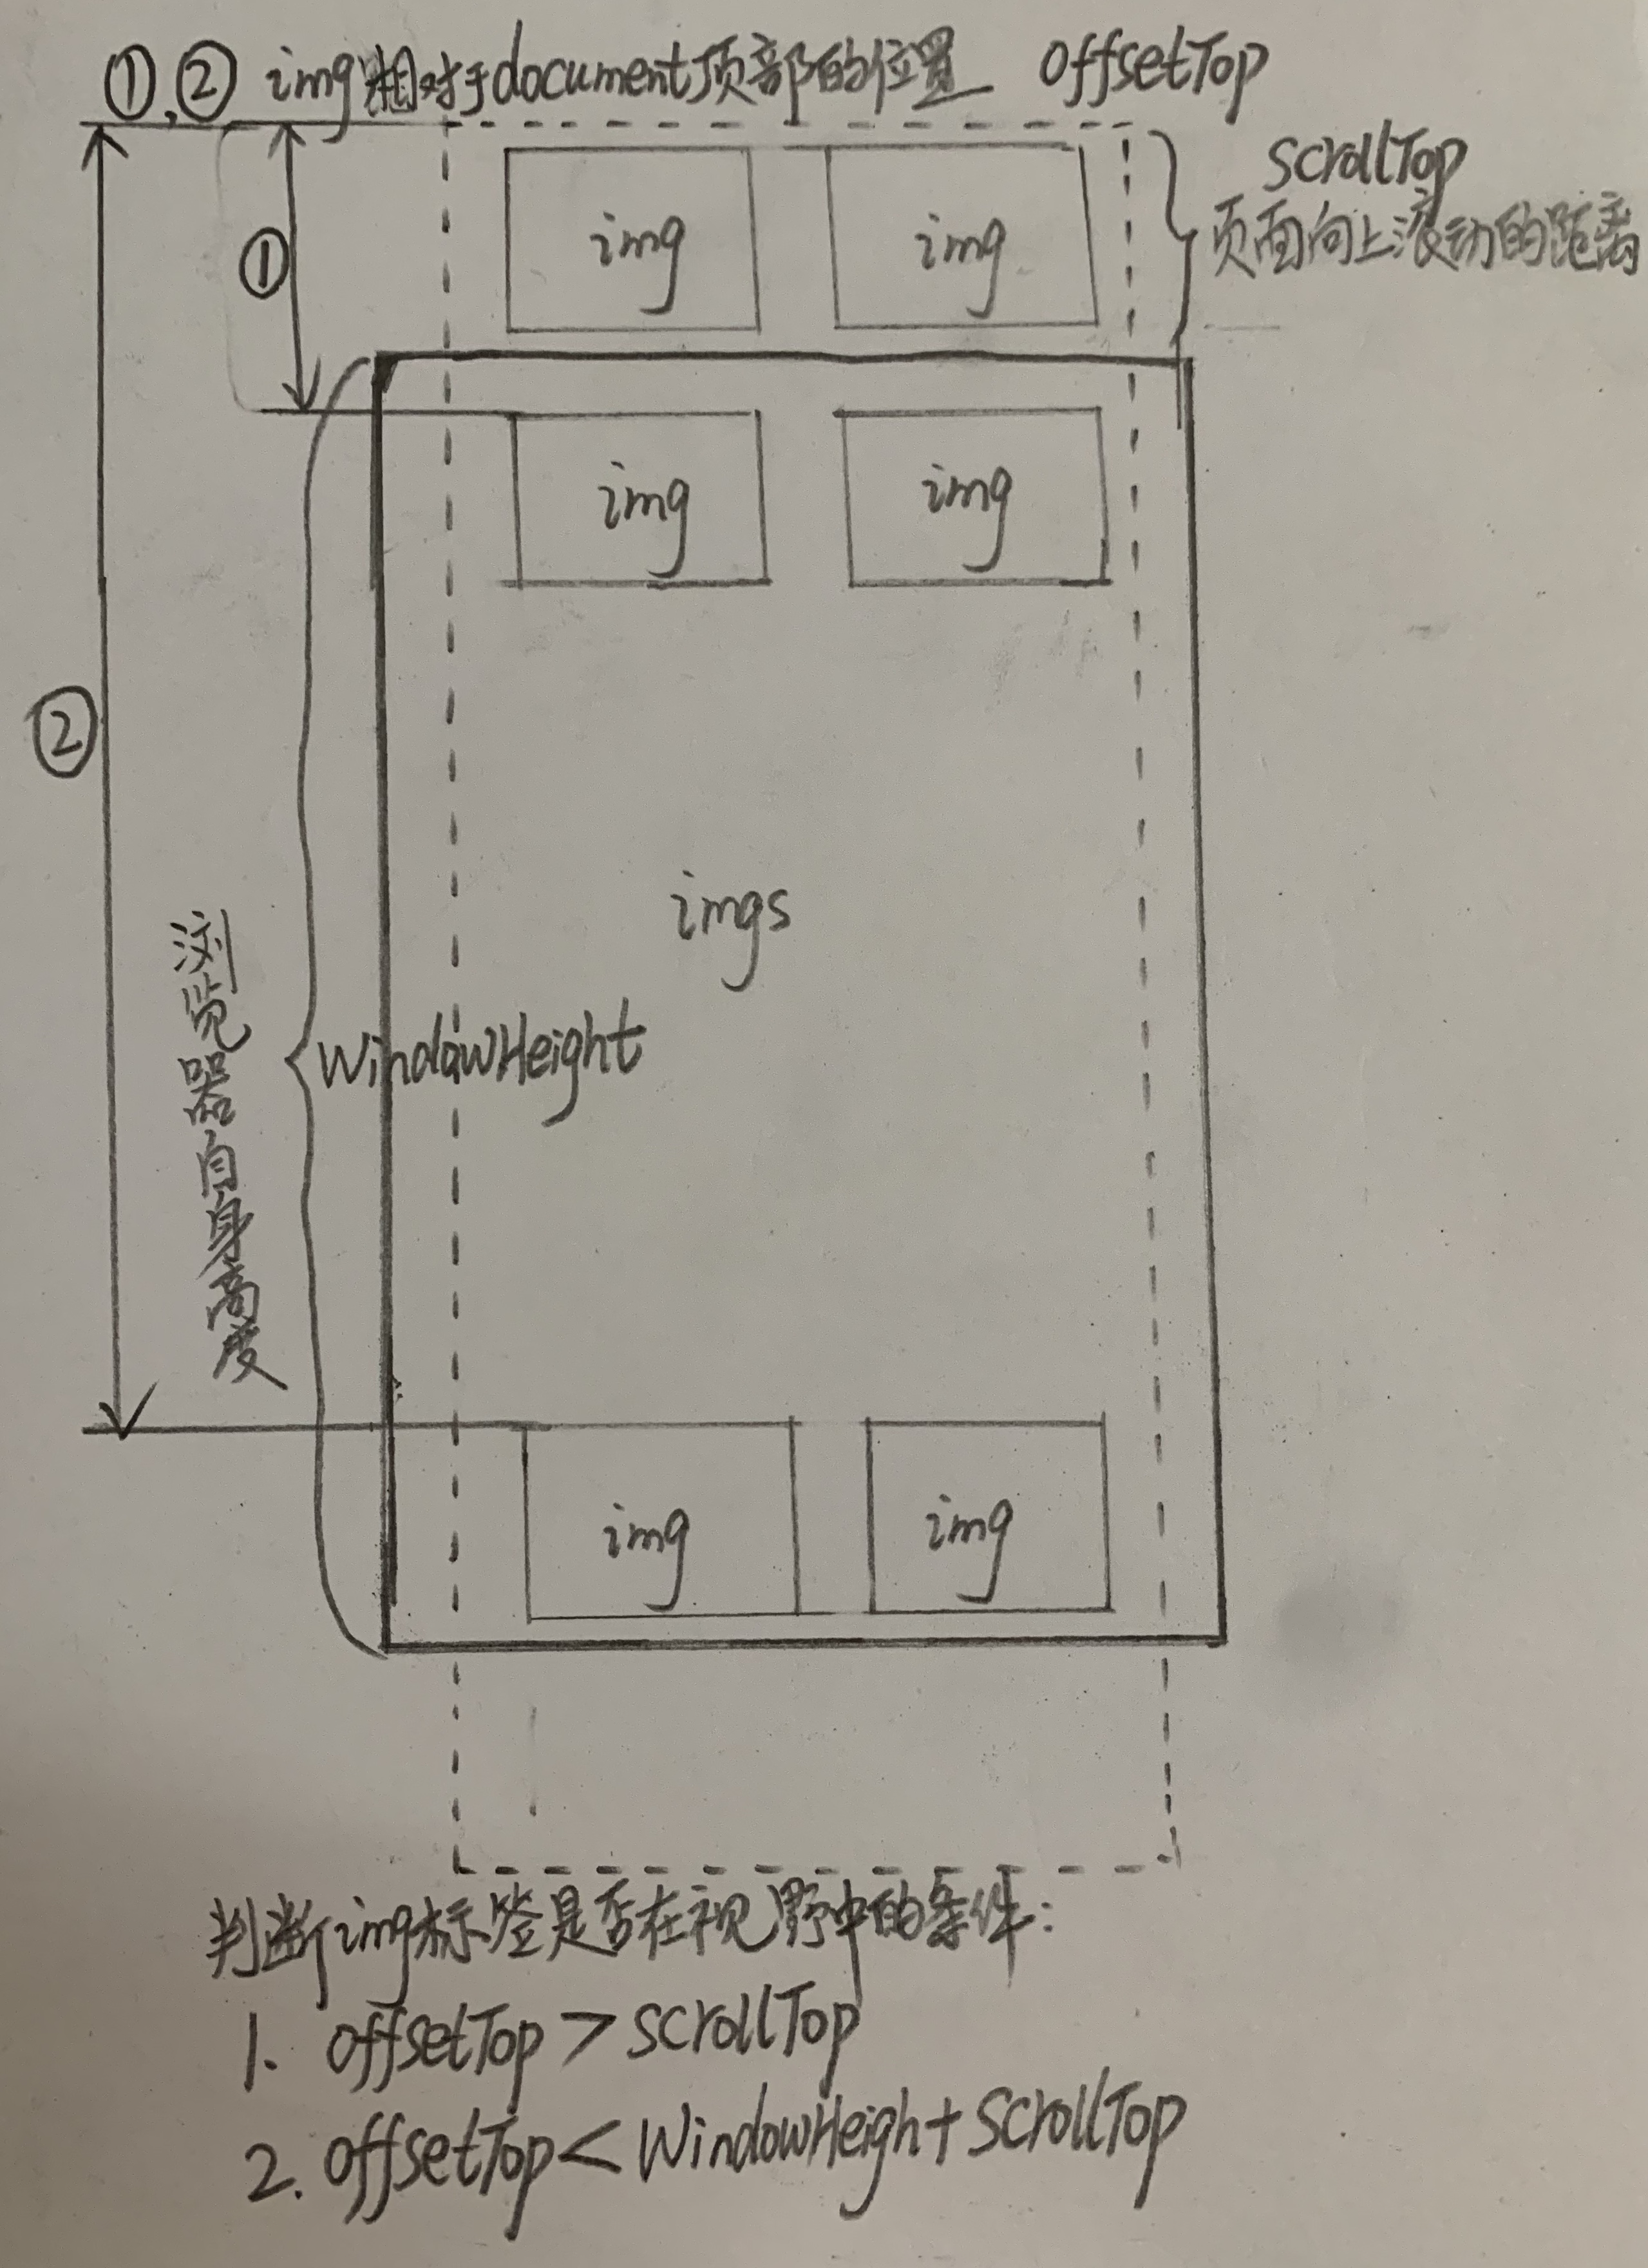 ①,② img相对于document顶部的位置 offsetTop
scrollTop
页面向上滚动的距离
①
img img
img img
②
imgs
浏览器自身高度
WindowHeight
img img
判断img标签是否在视野中的条件：
1. offsetTop > scrollTop
2. offsetTop < WindowHeigh+ScrollTop